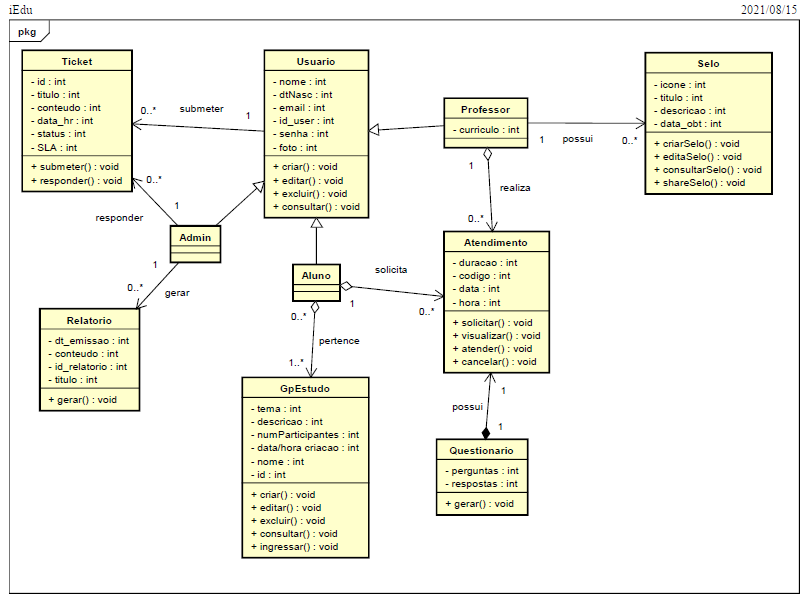 iEdu
2021/08/15
pkg
Ticket
- id : int
- titulo : int
- conteudo : int
- data_hr : int
- status : int
- SLA : int
+ submeter() : void
+ responder() : void
0..*
submeter
1
Usuario
- nome : int
- dtNasc : int
- email : int
- id_user : int
- senha : int
- foto : int
+ criar() : void
+ editar() : void
+ excluir() : void
+ consultar() : void
Professor
- curriculo : int
1
possui
0..*
Selo
- icone : int
- titulo : int
- descricao : int
- data_obt : int
+ criarSelo() : void
+ editaSelo() : void
+ consultarSelo() : void
+ shareSelo() : void
0..*
responder
1
Admin
1
0..*
gerar
1
realiza
0..*
Atendimento
- duracao : int
- codigo : int
- data : int
- hora : int
+ solicitar() : void
+ visualizar() : void
+ atender() : void
+ cancelar() : void
Aluno
solicita
1
0..*
0..*
pertence
1..*
Relatorio
- dt_emissao : int
- conteudo : int
- id_relatorio : int
- titulo : int
+ gerar() : void
GpEstudo
- tema : int
- descricao : int
- numParticipantes : int
- data/hora criacao : int
- nome : int
- id : int
+ criar() : void
+ editar() : void
+ excluir() : void
+ consultar() : void
+ ingressar() : void
1
possui
1
Questionario
- perguntas : int
- respostas : int
+ gerar() : void